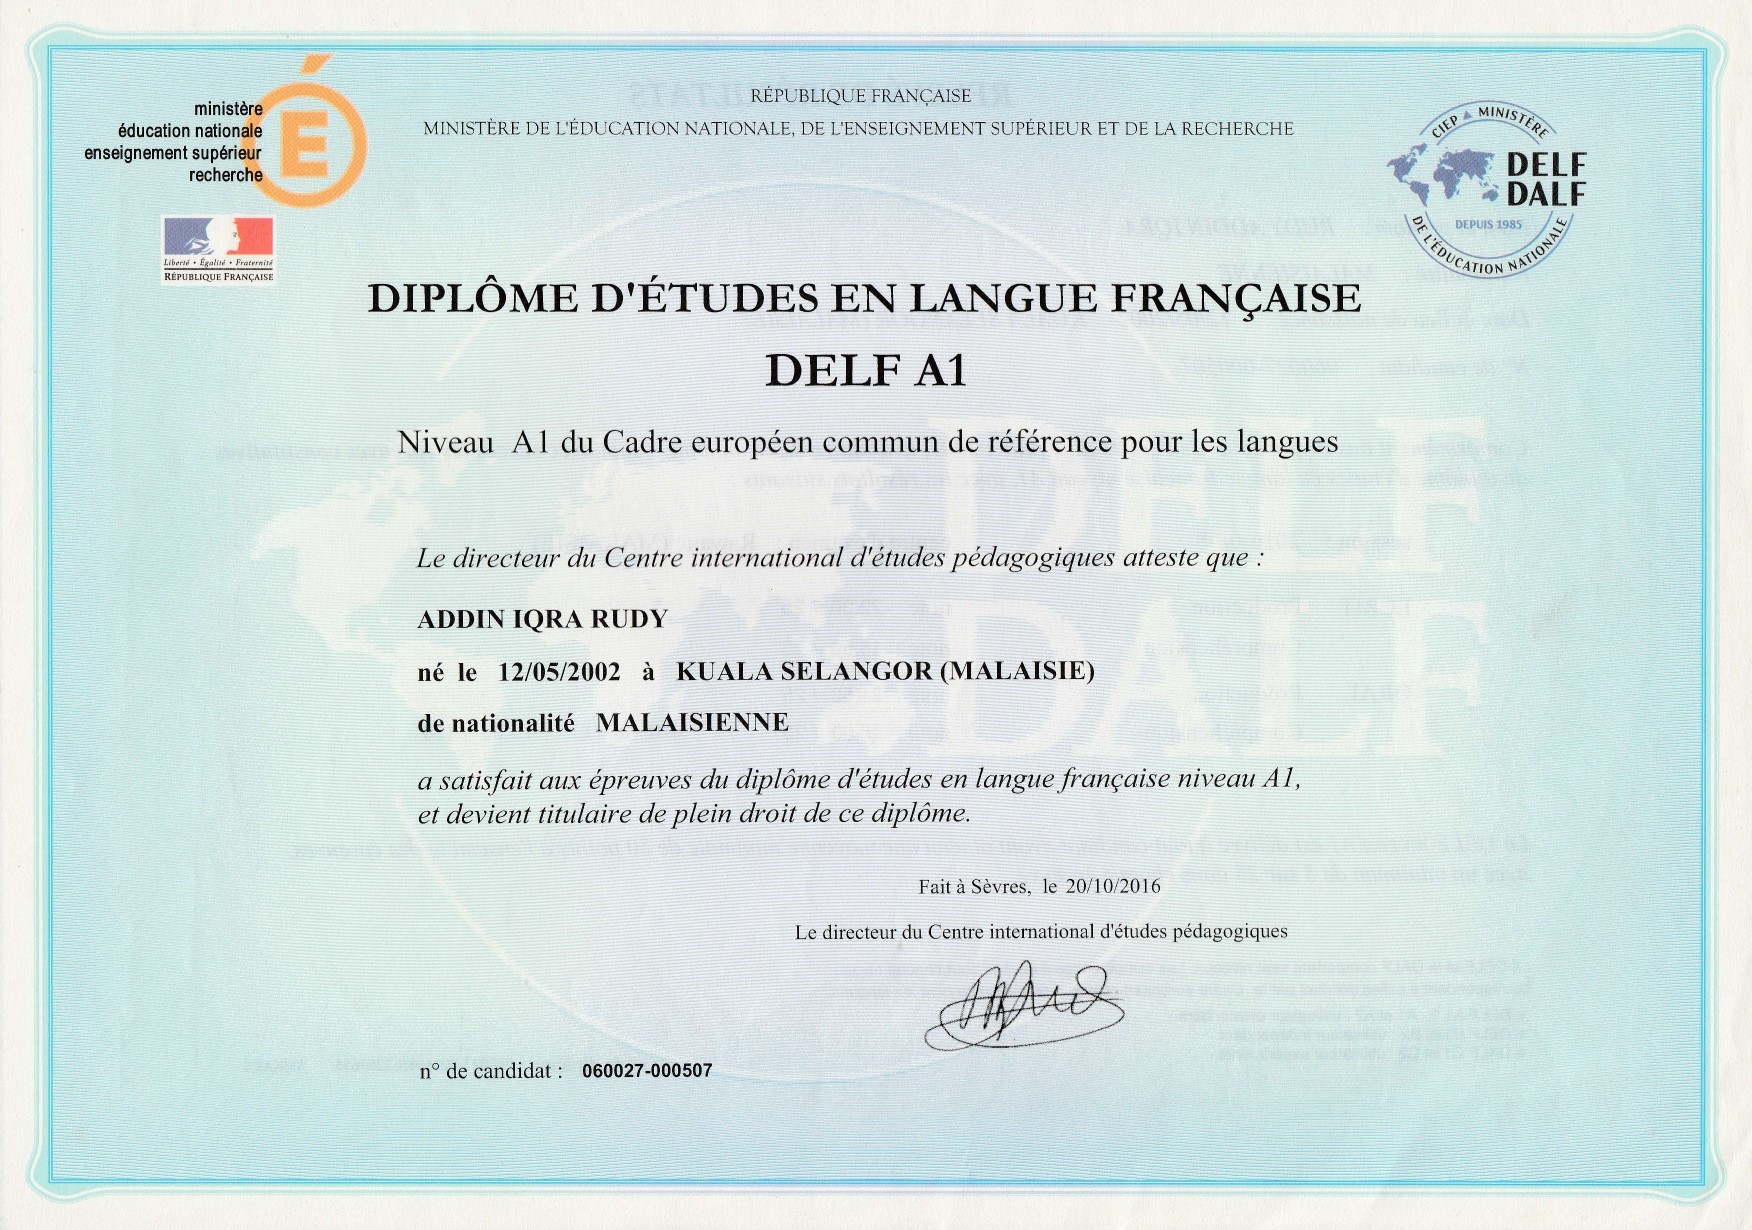 ministère
éducation nationale
enseignement supérieur
recherche
É
Liberté • Égalité • Fraternité
RÉPUBLIQUE FRANÇAISE
RÉPUBLIQUE FRANÇAISE
MINISTÈRE DE L'ÉDUCATION NATIONALE, DE L'ENSEIGNEMENT SUPÉRIEUR ET DE LA RECHERCHE
CIEP ▲ MINISTÈRE
DELF
DALF
DEPUIS 1985
DE L'ÉDUCATION NATIONALE
DIPLÔME D'ÉTUDES EN LANGUE FRANÇAISE
DELF A1
Niveau A1 du Cadre européen commun de référence pour les langues
DELF
DALF
Le directeur du Centre international d'études pédagogiques atteste que :
ADDIN IQRA RUDY
né le 12/05/2002 à KUALA SELANGOR (MALAISIE)
de nationalité MALAISIENNE
a satisfait aux épreuves du diplôme d'études en langue française niveau A1,
et devient titulaire de plein droit de ce diplôme.
Fait à Sèvres, le 20/10/2016
Le directeur du Centre international d'études pédagogiques
n° de candidat : 060027-000507